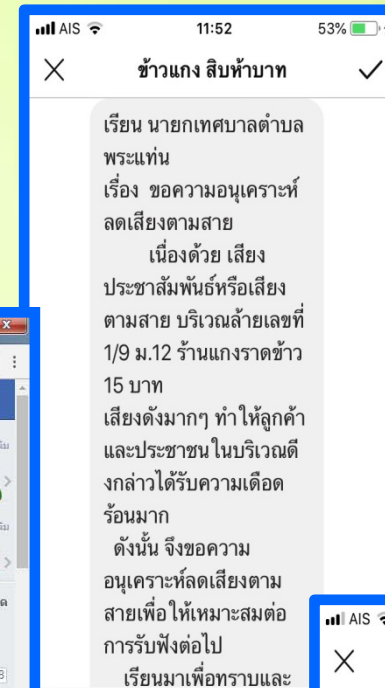 AIS 11:52 53%
ข้าวแกง สิบห้าบาท
เรียน นายกเทศบาลตำบล
พระแท่น
เรื่อง ขอความอนุเคราะห์
ลดเสียงตามสาย
เนื่องด้วย เสียง
ประชาสัมพันธ์หรือเสียง
ตามสาย บริเวณล้ายเลขที่
1/9 ม.12 ร้านแกงราดข้าว
15 บาท
เสียงดังมากๆ ทำให้ลูกค้า
และประชาชนในบริเวณดี
งกล่าวได้รับความเดือด
ร้อนมาก
ดังนั้น จึงขอความ
อนุเคราะห์ลดเสียงตาม
สายเพื่อให้เหมาะสมต่อ
การรับฟังต่อไป
เรียนมาเพื่อทราบและ
AIS